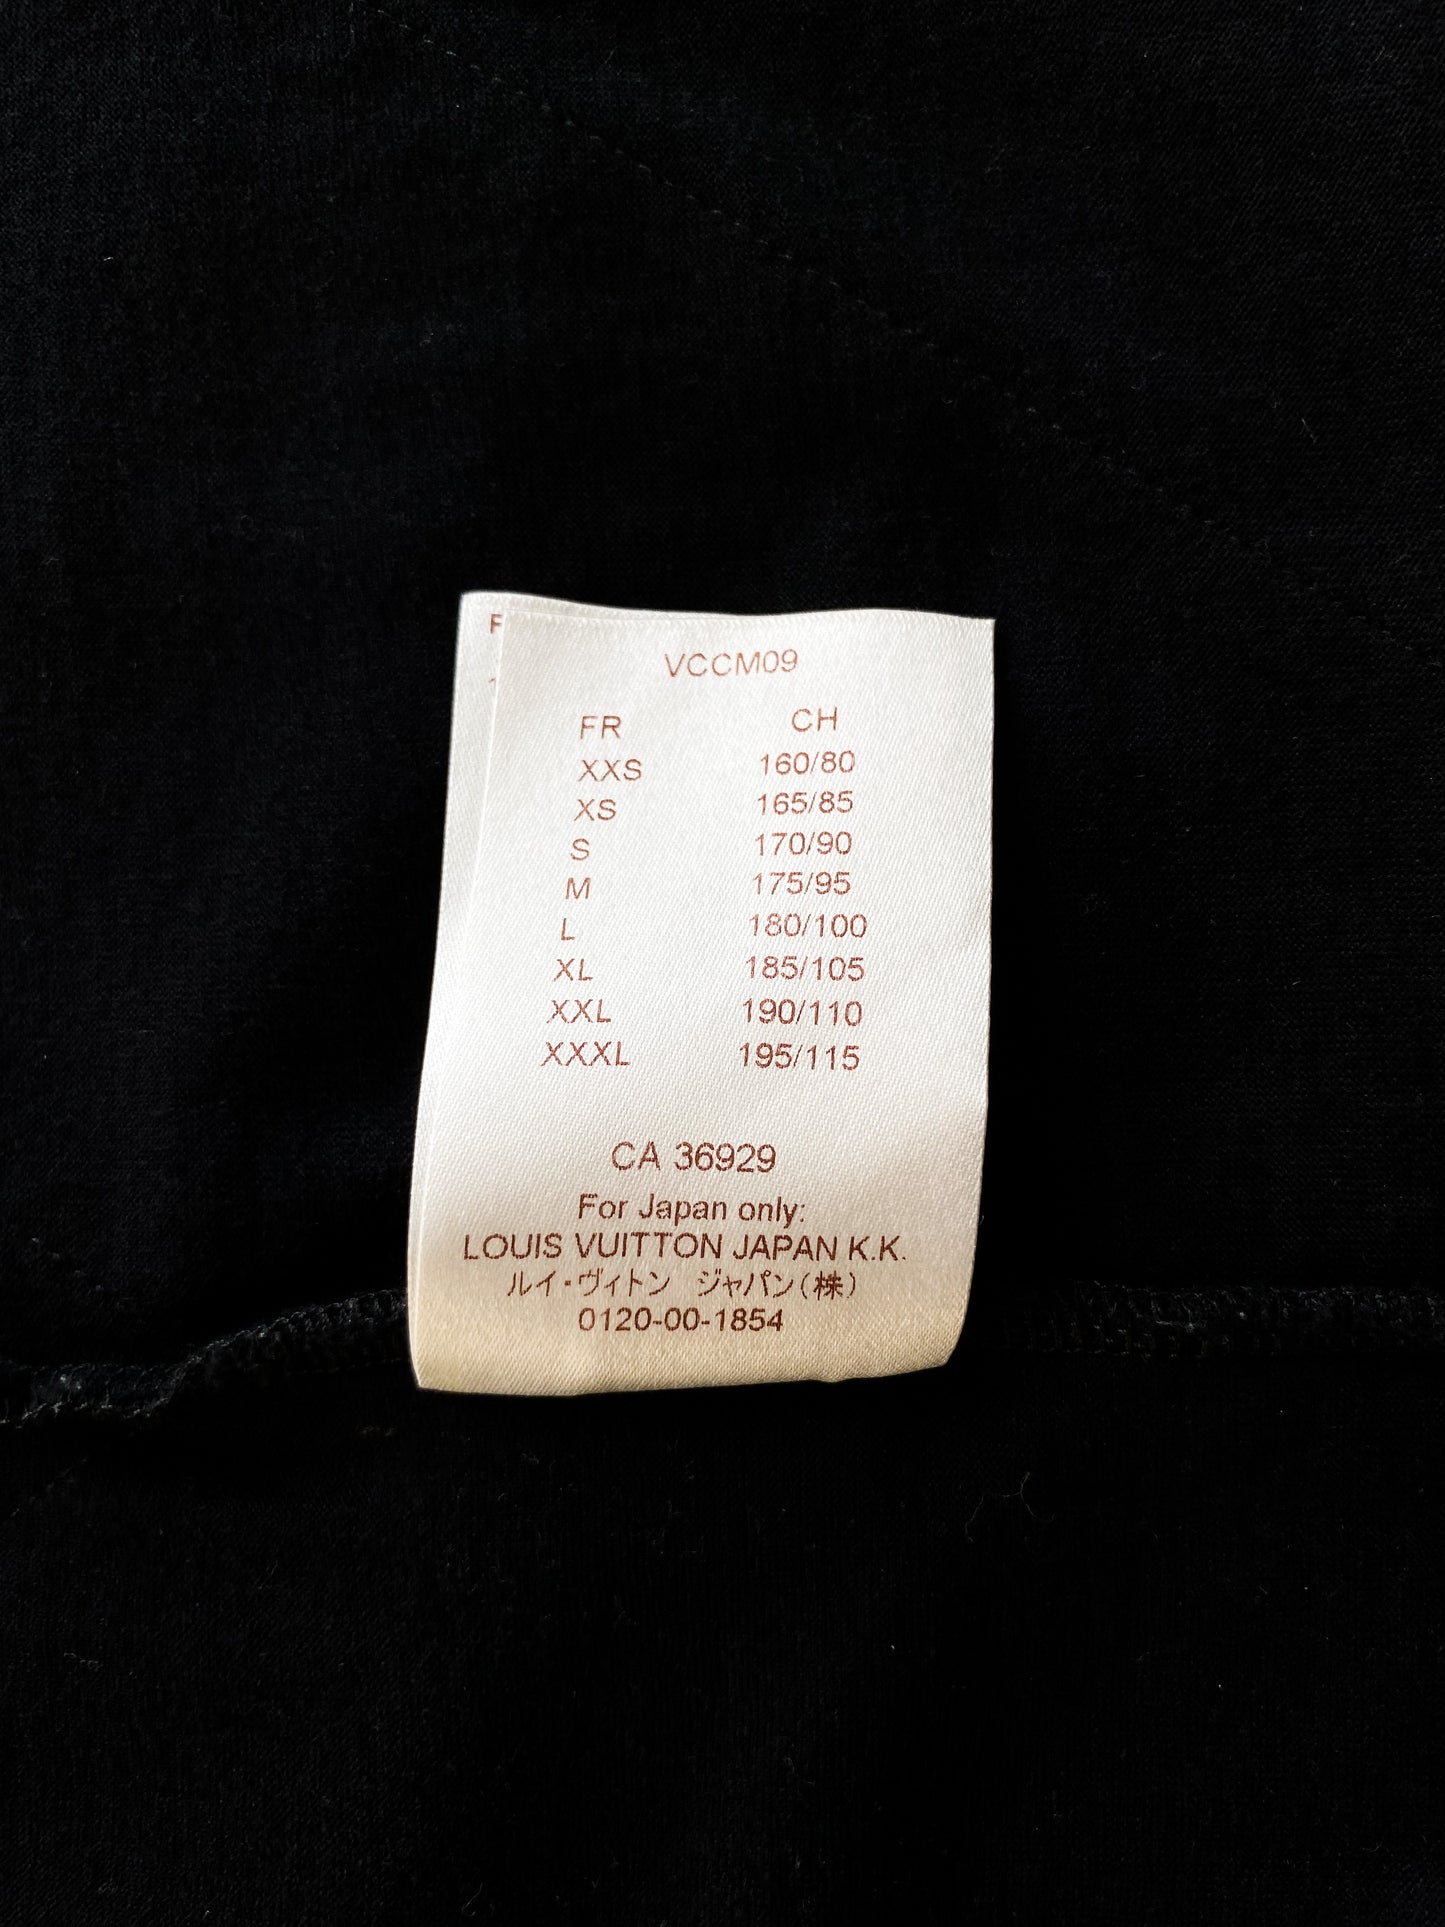 VCCM09
FR CH
XXS 160/80
XS 165/85
S 170/90
M 175/95
L 180/100
XL 185/105
XXL 190/110
XXXL 195/115
CA 36929
For Japan only:
LOUIS VUITTON JAPAN K.K.
ルイ・ヴィトン ジャパン(株)
0120-00-1854